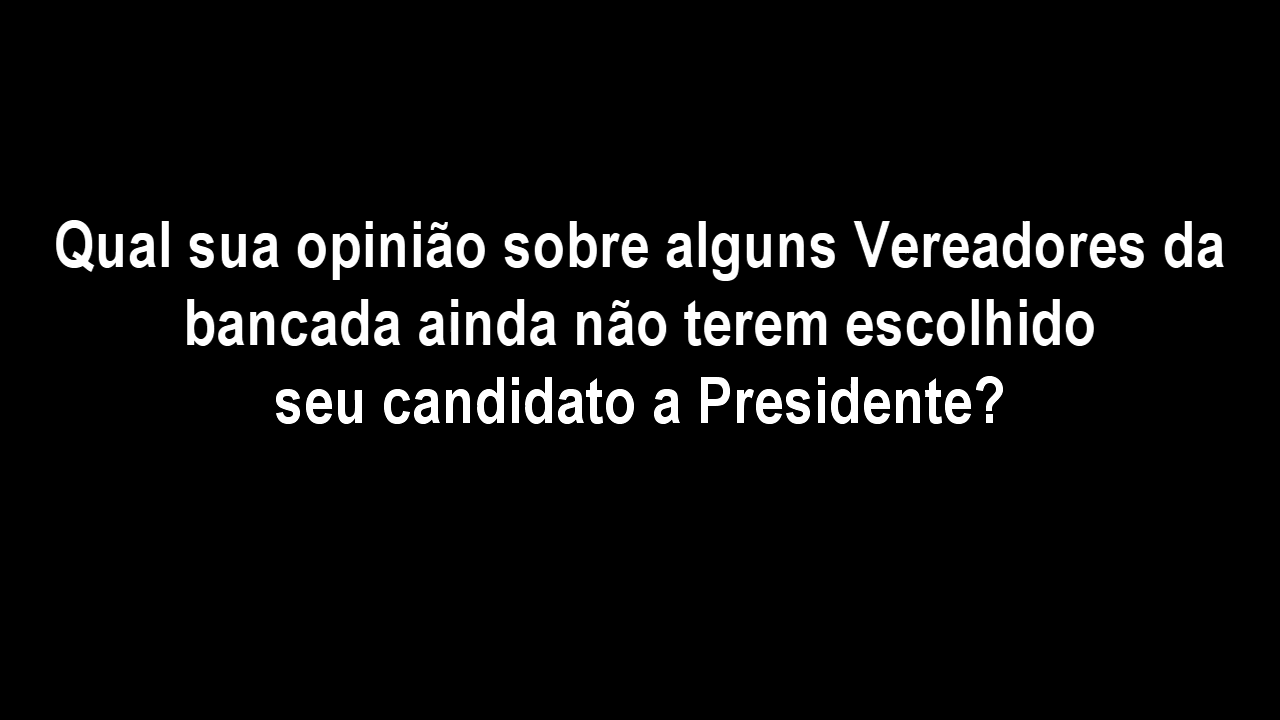 Qual sua opinião sobre alguns Vereadores da
bancada ainda não terem escolhido
seu candidato a Presidente?